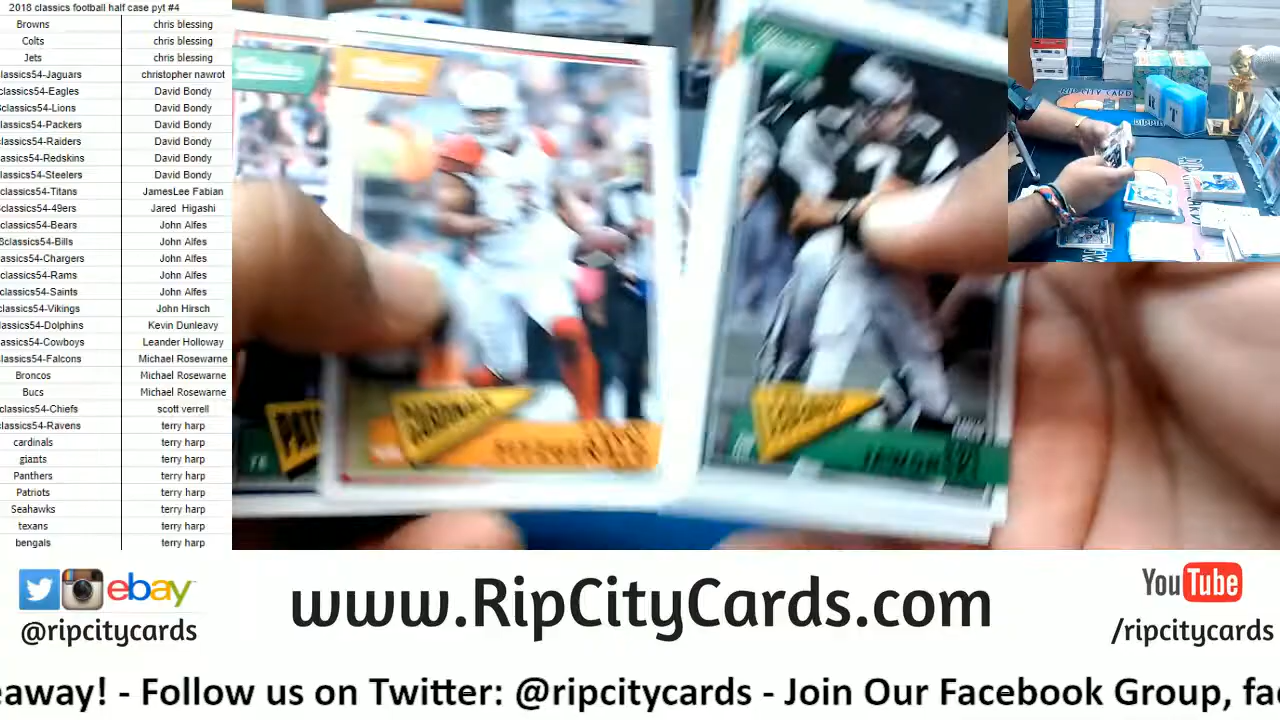 2018 classics football half case pyt #4
Browns chris blessing
Colts chris blessing
Jets chris blessing
classics54-Jaguars christopher nawrot
classics54-Eagles David Bondy
classics54-Lions David Bondy
classics54-Packers David Bondy
classics54-Raiders David Bondy
classics54-Redskins David Bondy
classics54-Steelers David Bondy
classics54-Titans JamesLee Fabian
classics54-49ers Jared Higashi
classics54-Bears John Alfes
8classics54-Bills John Alfes
classics54-Chargers John Alfes
classics54-Rams John Alfes
classics54-Saints John Alfes
classics54-Vikings John Hirsch
classics54-Dolphins Kevin Dunleavy
classics54-Cowboys Leander Holloway
classics54-Falcons Michael Rosewarne
Broncos Michael Rosewarne
Bucs Michael Rosewarne
classics54-Chiefs scott verrell
classics54-Ravens terry harp
cardinals terry harp
giants terry harp
Panthers terry harp
Patriots terry harp
Seahawks terry harp
texans terry harp
bengals terry harp
ebay
@ripcitycards
www.RipCityCards.com
YouTube
/ripcitycards
eaway! - Follow us on Twitter: @ripcitycards - Join Our Facebook Group, fac